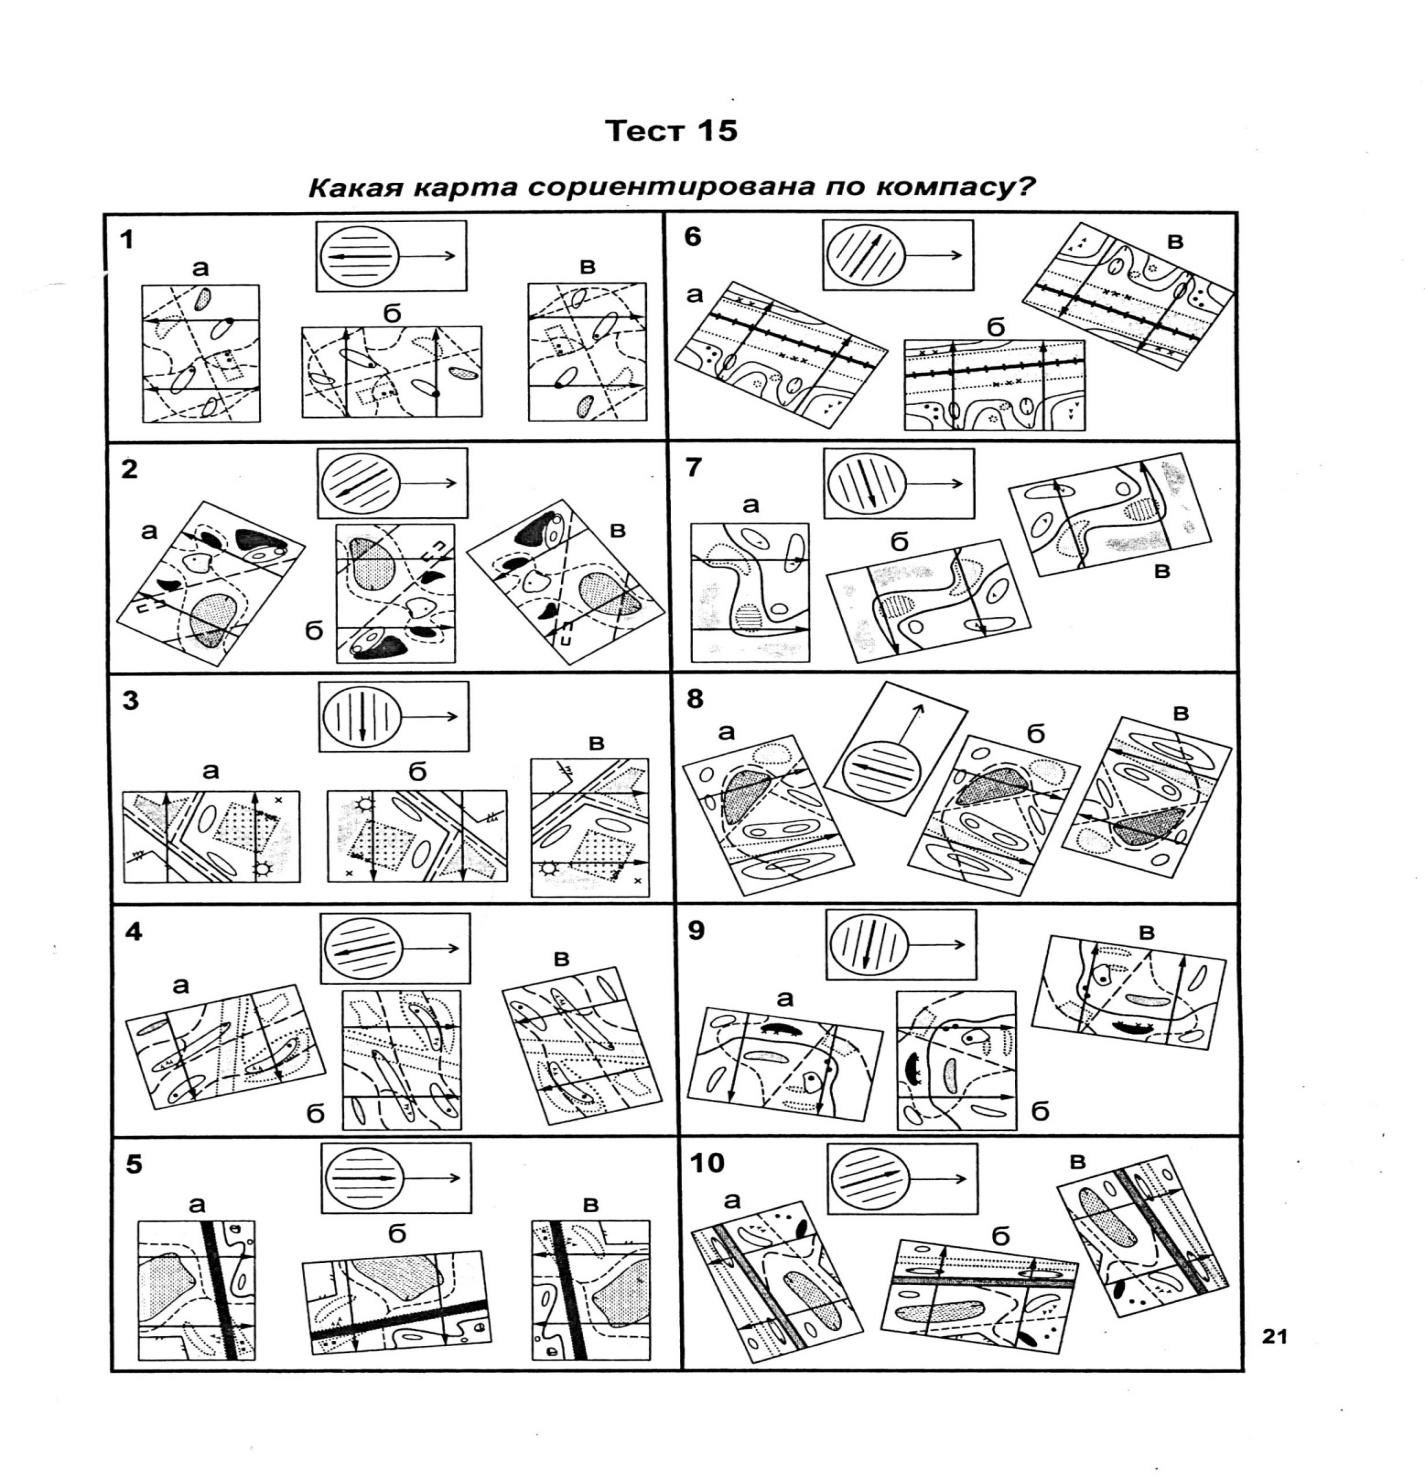 Тест 15
Какая карта сориентирована по компасу?
1
а
б
в
6
а
б
в
2
а
б
в
7
а
б
в
3
а
б
в
8
а
б
в
4
а
б
в
9
а
б
в
5
а
б
в
10
а
б
в
21